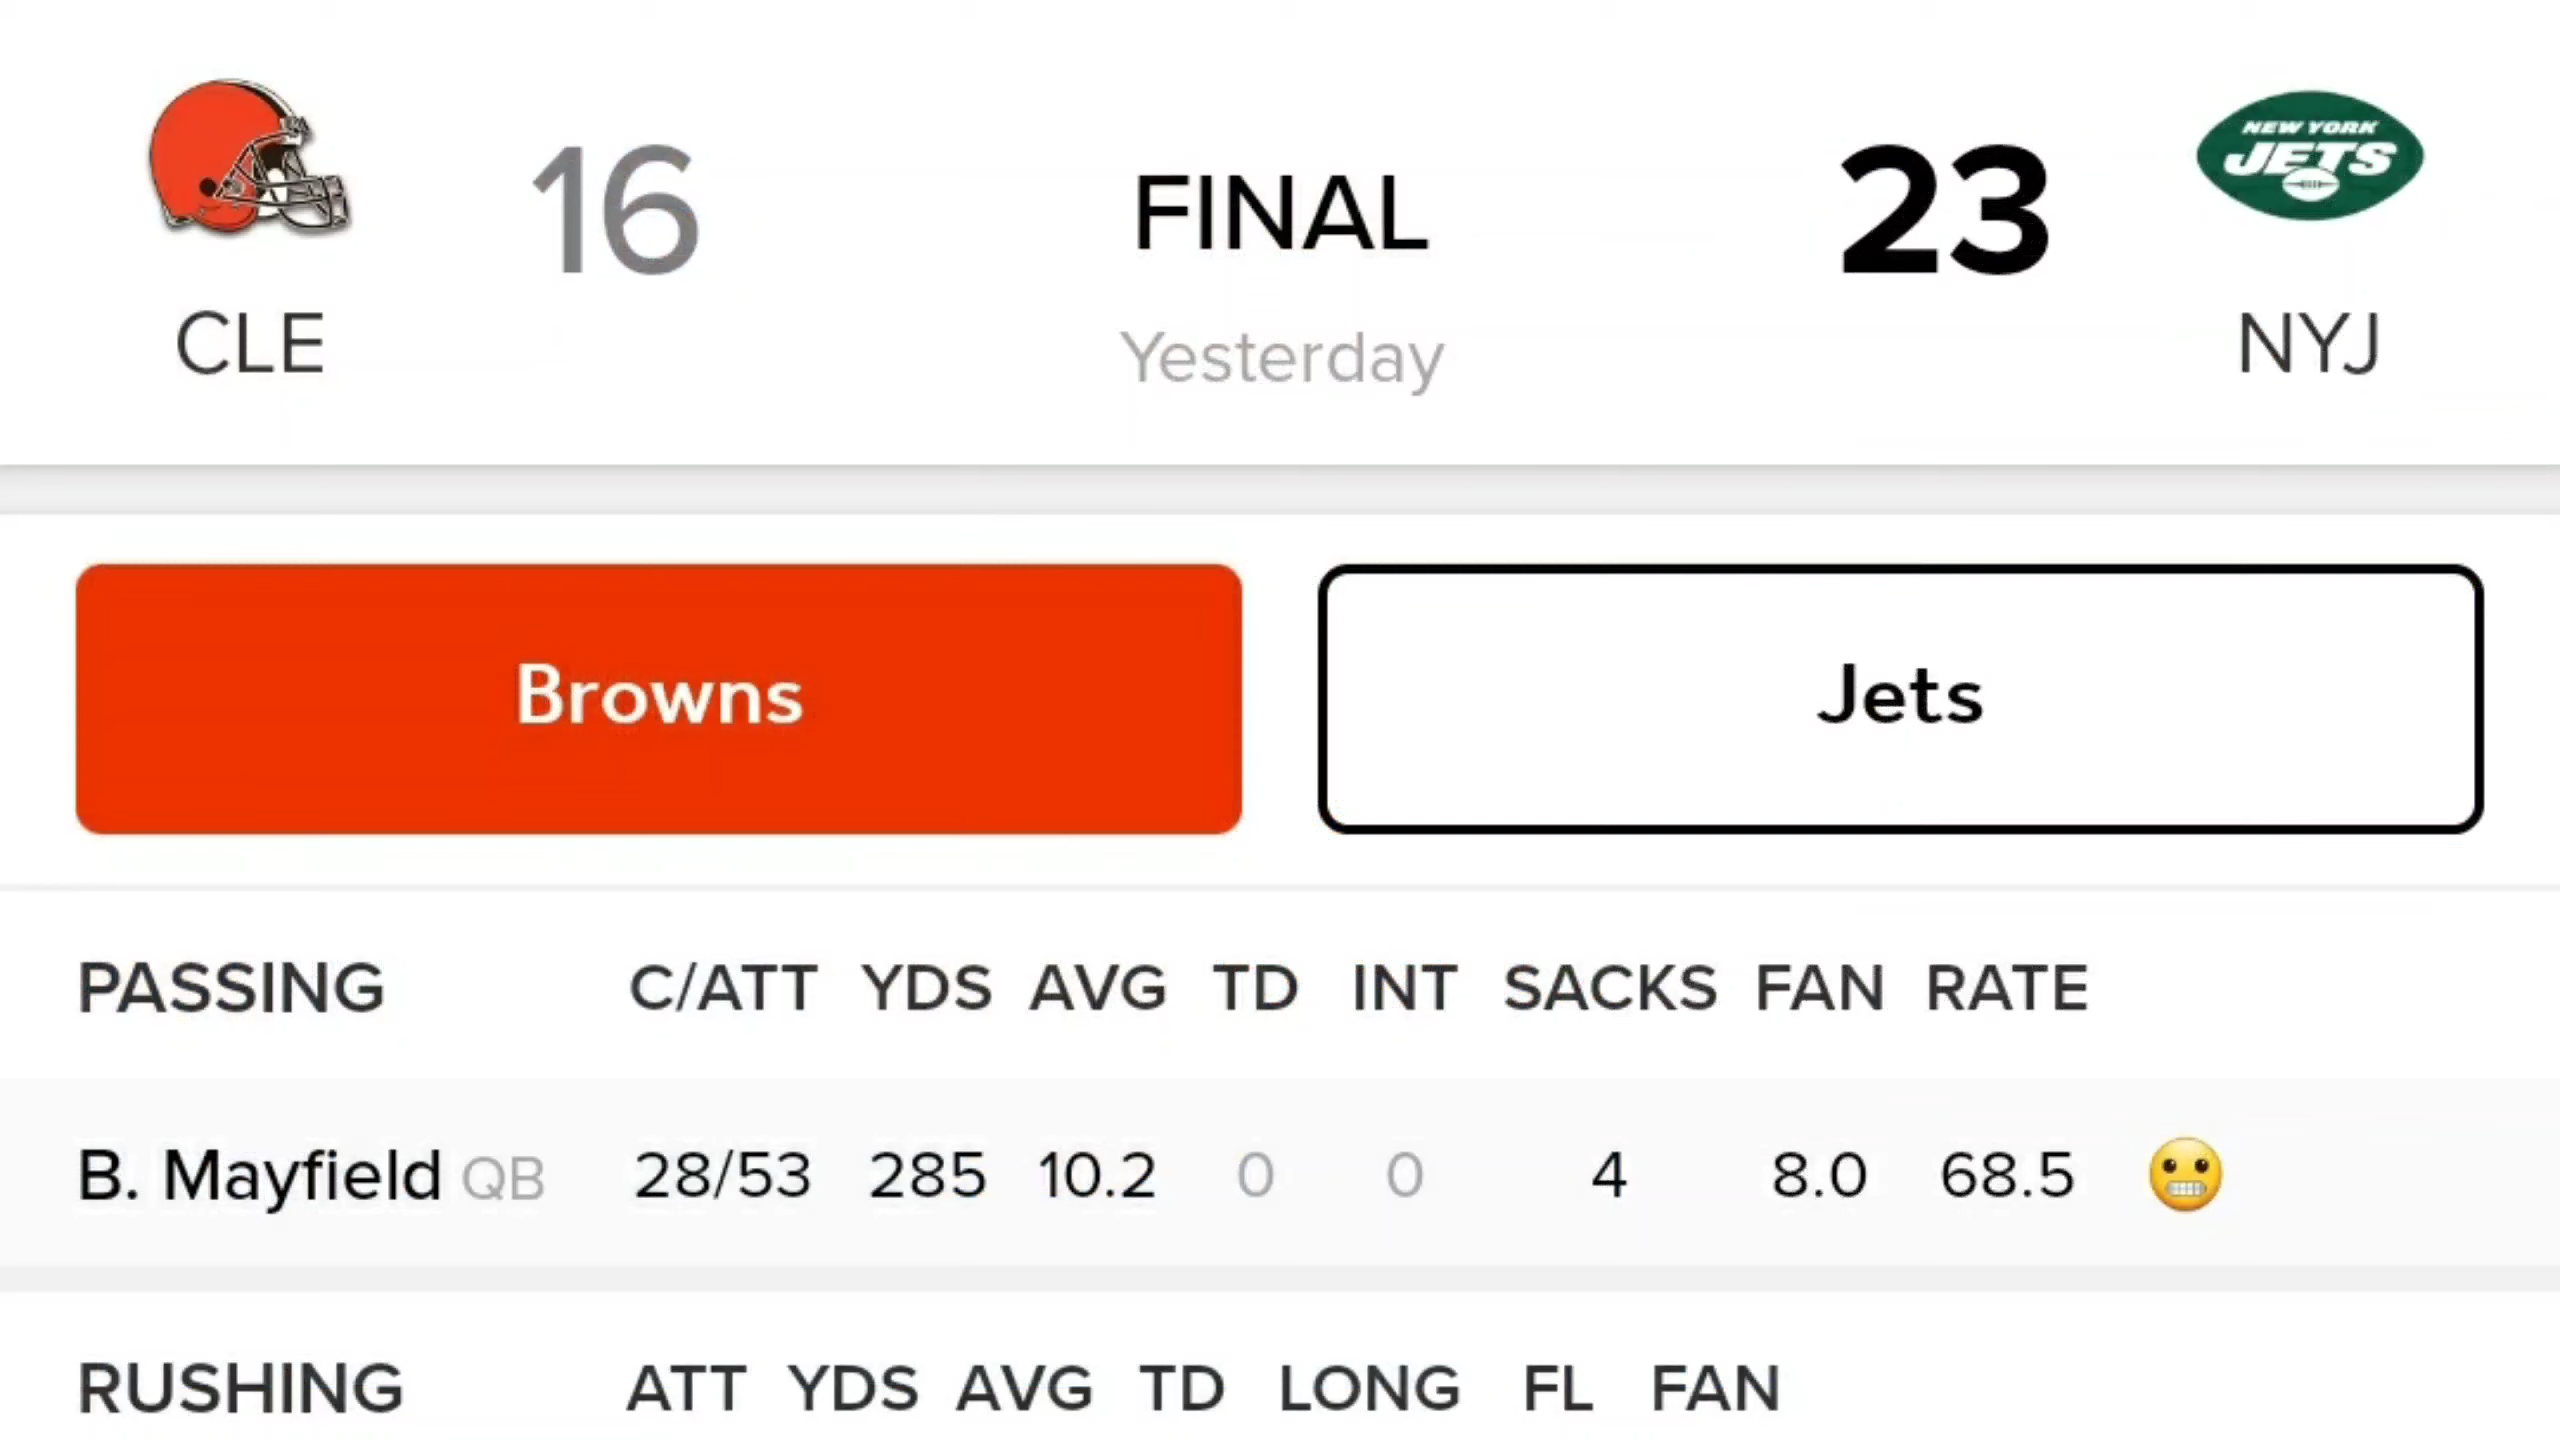 NEW YORK
JETS
16 FINAL 23
CLE Yesterday NYJ
Browns Jets
PASSING C/ATT YDS AVG TD INT SACKS FAN RATE
B. Mayfield QB 28/53 285 10.2 0 0 4 8.0 68.5 😬
RUSHING ATT YDS AVG TD LONG FL FAN